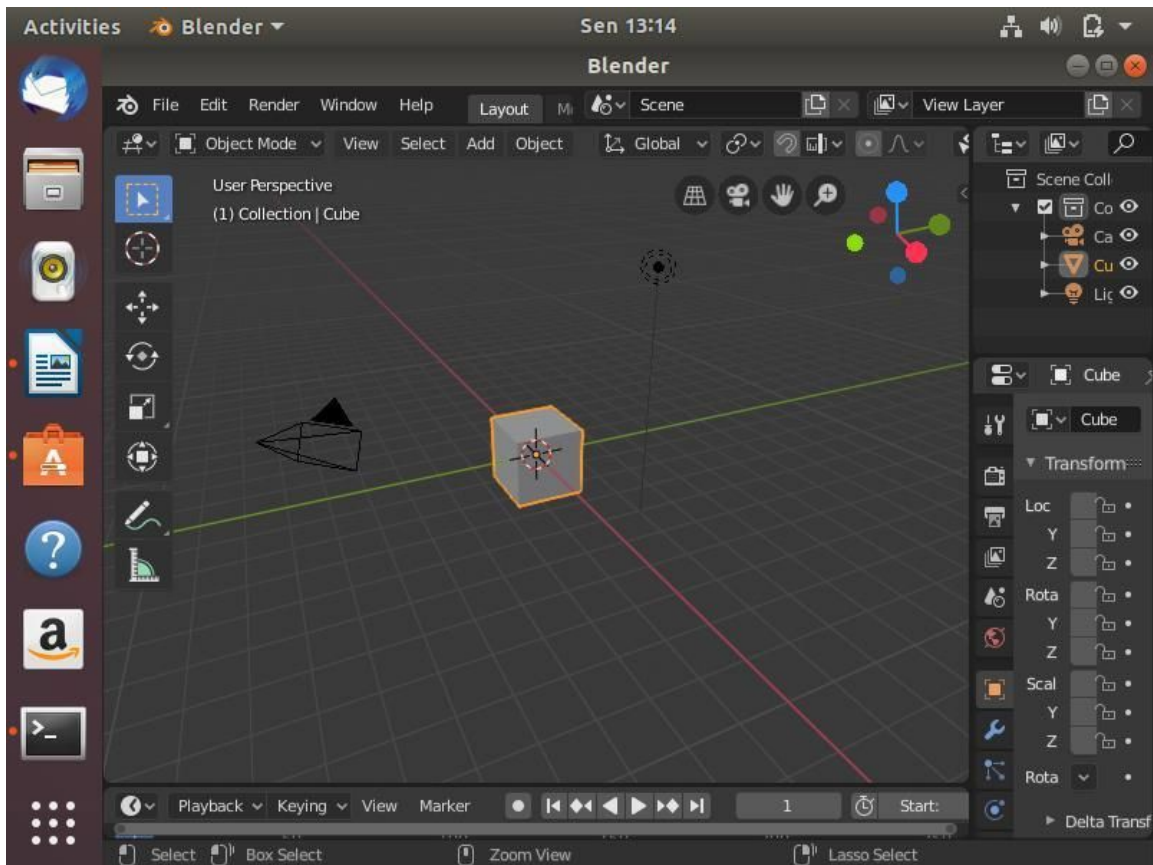 Activities Blender Sen 13:14
Blender
File Edit Render Window Help Layout Scene View Layer
Object Mode View Select Add Object Global
User Perspective
(1) Collection | Cube
Scene Coll
Co
Ca
Cu
Lig
Cube
Cube
Transform
Loc
Y
Z
Rota
Y
Z
Scal
Y
Z
Rota
Delta Transf
Playback Keying View Marker 1 Start:
Select Box Select Zoom View Lasso Select